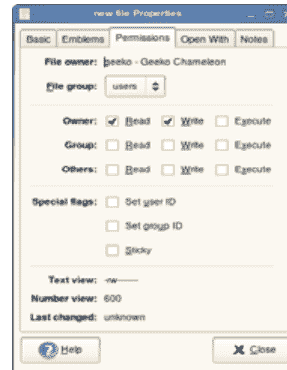 new file Properties
Basic Emblems Permissions Open With Notes
File owner: geeko - Geeko Chameleon
File group: users
Owner: Read Write Execute
Group: Read Write Execute
Others: Read Write Execute
Special flags: Set user ID
Set group ID
Sticky
Text view: -rw-------
Number view: 600
Last changed: unknown
Help Close